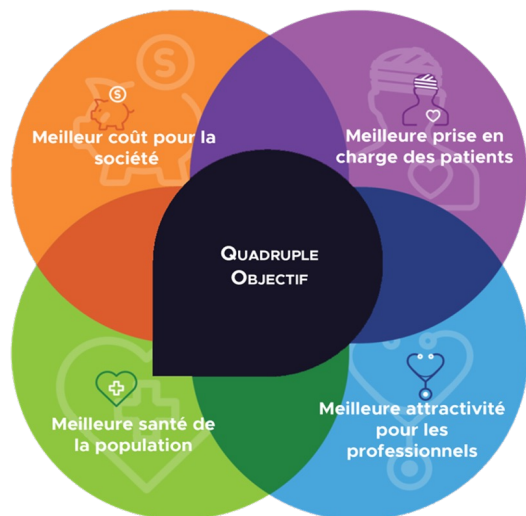 S
Meilleur coût pour la
société
Meilleure prise en
charge des patients
QUADRUPLE
OBJECTIF
Meilleure santé de
la population
Meilleure attractivité
pour les
professionnels